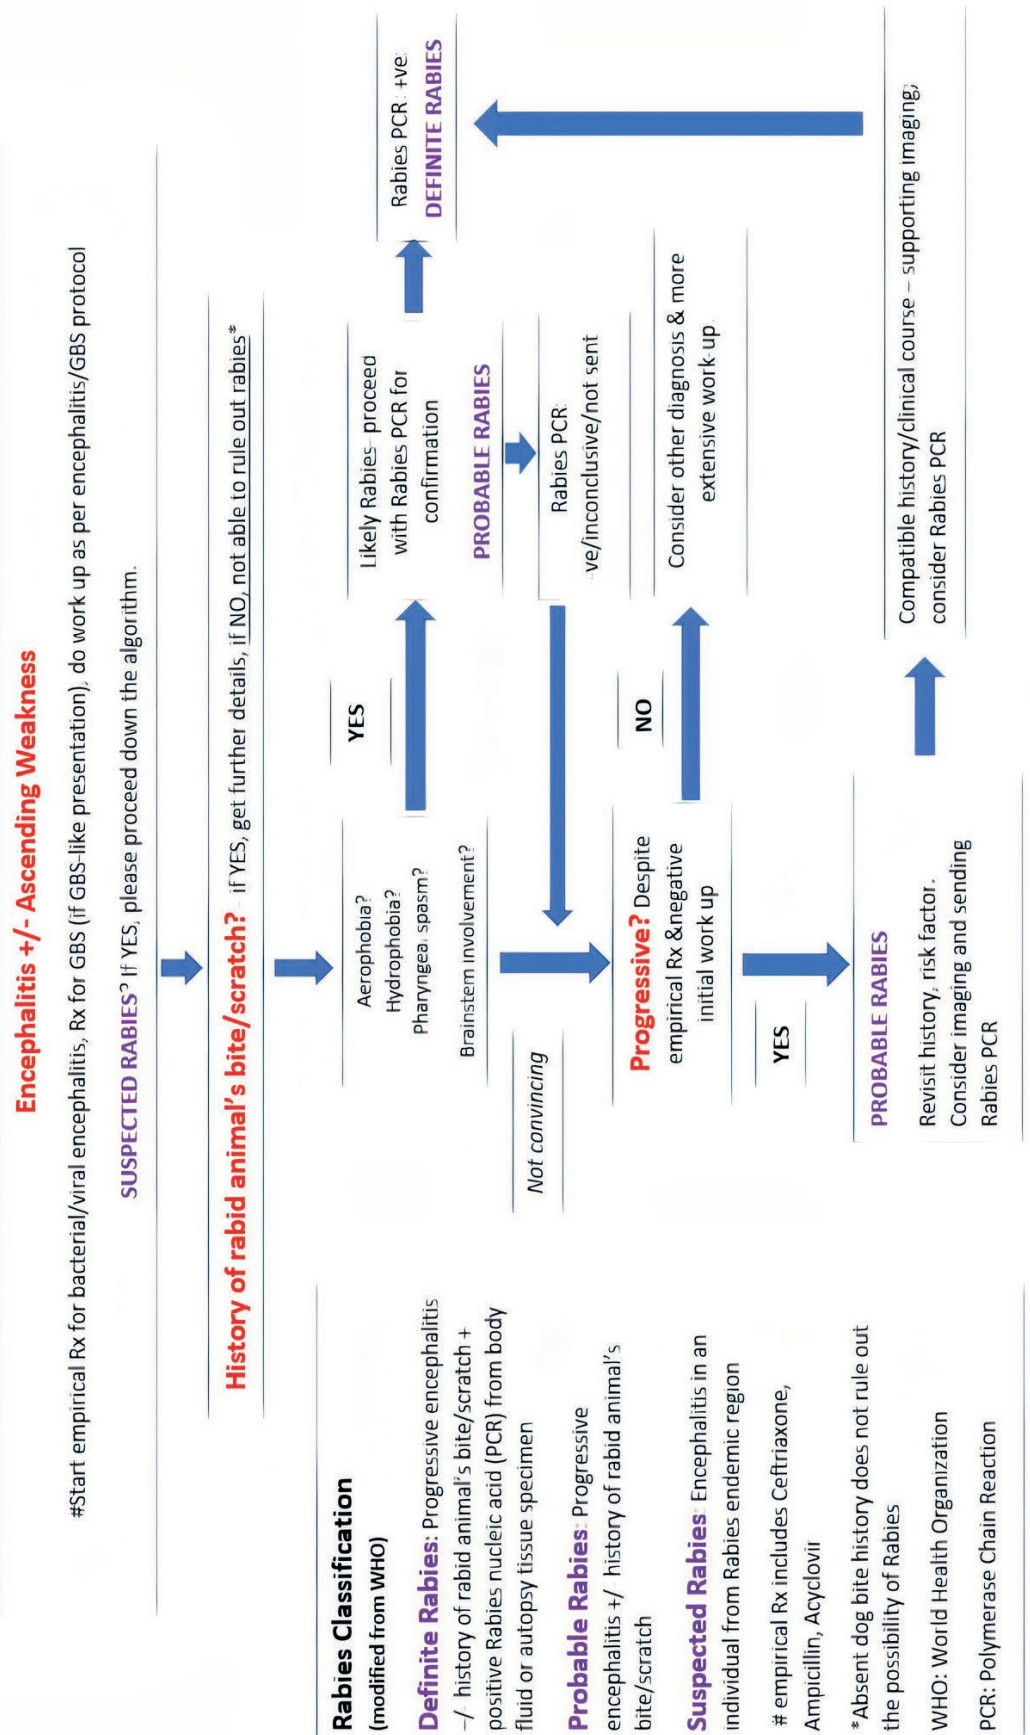 Encephalitis +/- Ascending Weakness
#Start empirical Rx for bacterial/viral encephalitis, Rx for GBS (if GBS-like presentation), do work up as per encephalitis/GBS protocol
SUSPECTED RABIES? If YES, please proceed down the algorithm.
History of rabid animal's bite/scratch? - if YES, get further details, if NO, not able to rule out rabies*
Aerophobia?
Hydrophobia?
Pharyngea. spasm?
Brainstem involvement?
YES
Likely Rabies- proceed
with Rabies PCR for
confirmation
PROBABLE RABIES
Rabies PCR: +ve
DEFINITE RABIES
Rabies PCR:
-ve/inconclusive/not sent
Not convincing
Progressive? Despite
empirical Rx &negative
initial work up
NO
Consider other diagnosis & more
extensive work-up
YES
PROBABLE RABIES
Revisit history, risk factor.
Consider imaging and sending
Rabies PCR
Compatible history/clinical course – supporting imaging;
consider Rabies PCR
Rabies Classification
(modified from WHO)
Definite Rabies: Progressive encephalitis
-/- history of rabid animal's bite/scratch +
positive Rabies nucleic acid (PCR) from body
fluid or autopsy tissue specimen
Probable Rabies: Progressive
encephalitis +/ history of rabid animal's
bite/scratch
Suspected Rabies: Encephalitis in an
individual from Rabies endemic region
# empirical Rx includes Ceftriaxone,
Ampicillin, Acyclovir
*Absent dog bite history does not rule out
the possibility of Rabies
WHO: World Health Organization
PCR: Polymerase Chain Reaction